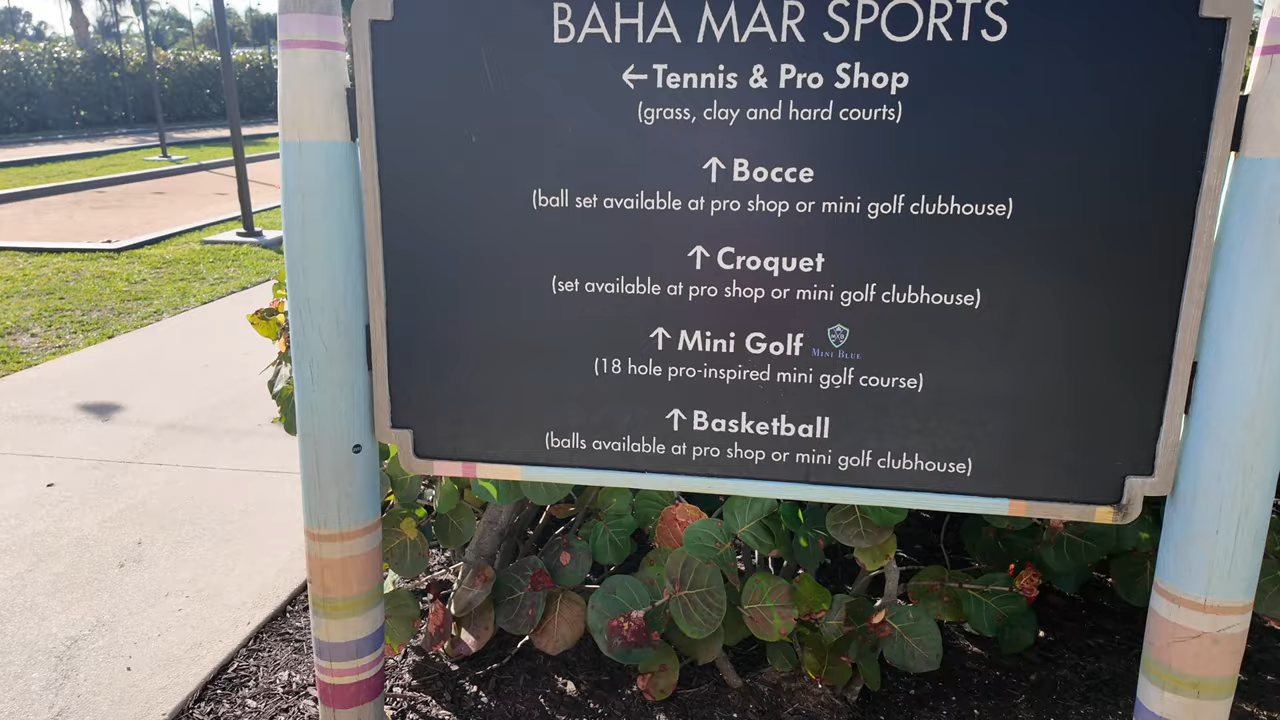 BAHA MAR SPORTS
←Tennis & Pro Shop
(grass, clay and hard courts)
↑Bocce
(ball set available at pro shop or mini golf clubhouse)
↑Croquet
(set available at pro shop or mini golf clubhouse)
↑Mini Golf MINI BLUE
(18 hole pro-inspired mini golf course)
↑Basketball
(balls available at pro shop or mini golf clubhouse)